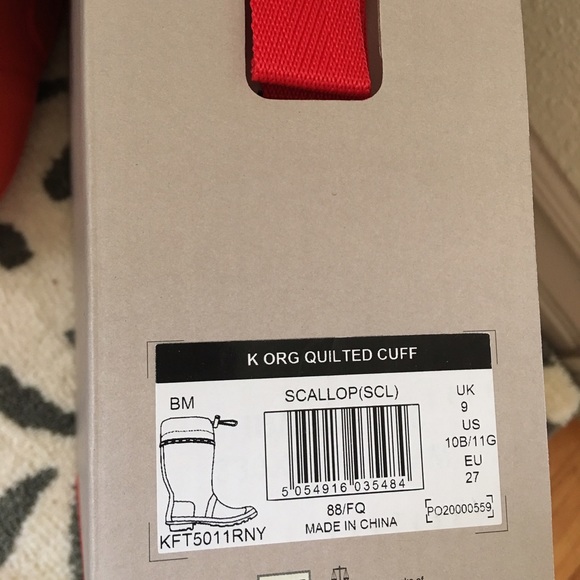 K ORG QUILTED CUFF
BM
SCALLOP(SCL)
UK
9
US
10B/11G
EU
27
5 054916 035484
88/FQ
MADE IN CHINA
PO20000559
KFT5011RNY